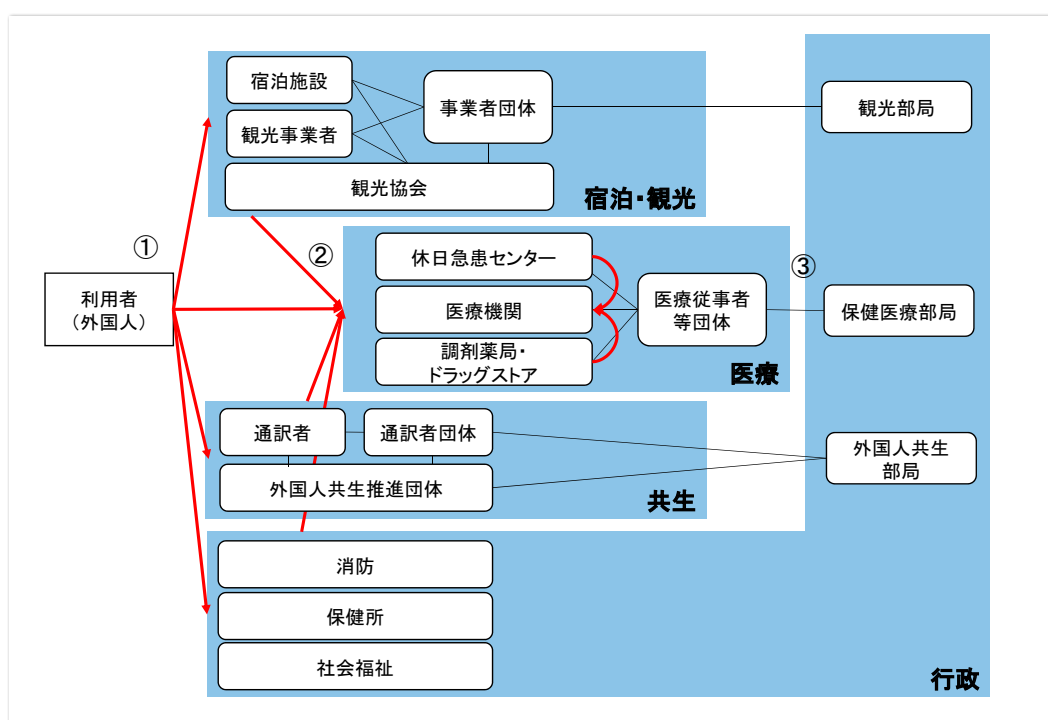 宿泊施設
事業者団体
観光部局
観光事業者
観光協会
宿泊・観光
①
②
③
利用者
（外国人）
休日急患センター
医療機関
医療従事者
等団体
保健医療部局
調剤薬局・
ドラッグストア
医療
通訳者
通訳者団体
外国人共生
部局
外国人共生推進団体
共生
消防
保健所
社会福祉
行政